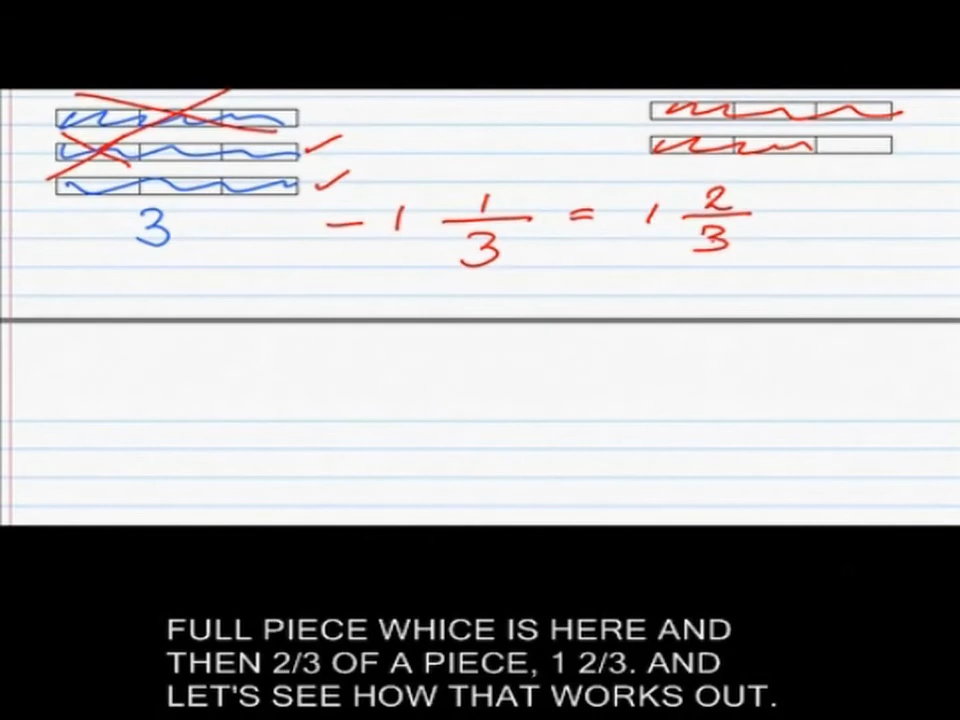 3 - 1 1/3 = 1 2/3
FULL PIECE WHICE IS HERE AND
THEN 2/3 OF A PIECE, 1 2/3. AND
LET'S SEE HOW THAT WORKS OUT.